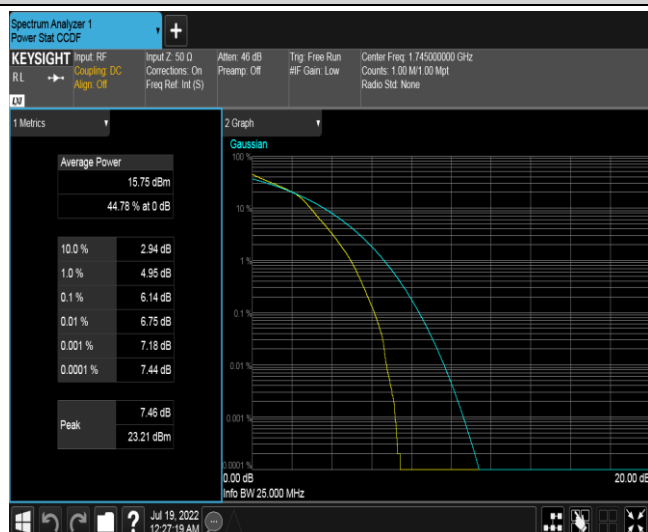 Spectrum Analyzer 1
Power Stat CCDF
+
KEYSIGHT
RL
LXI
Input: RF
Coupling: DC
Align: Off
Input Z: 50 Ω
Corrections: On
Freq Ref: Int (S)
Atten: 46 dB
Preamp: Off
Trig: Free Run
#IF Gain: Low
Center Freq: 1.745000000 GHz
Counts: 1.00 M/1.00 Mpt
Radio Std: None
1 Metrics
Average Power
15.75 dBm
44.78 % at 0 dB
10.0 % 2.94 dB
1.0 % 4.95 dB
0.1 % 6.14 dB
0.01 % 6.75 dB
0.001 % 7.18 dB
0.0001 % 7.44 dB
Peak
7.46 dB
23.21 dBm
2 Graph
Gaussian
100 %
10 %
1 %
0.1 %
0.01 %
0.001 %
0.0001 %
0.00 dB
20.00 dB
Info BW 25.000 MHz
?
Jul 19, 2022
12:27:19 AM